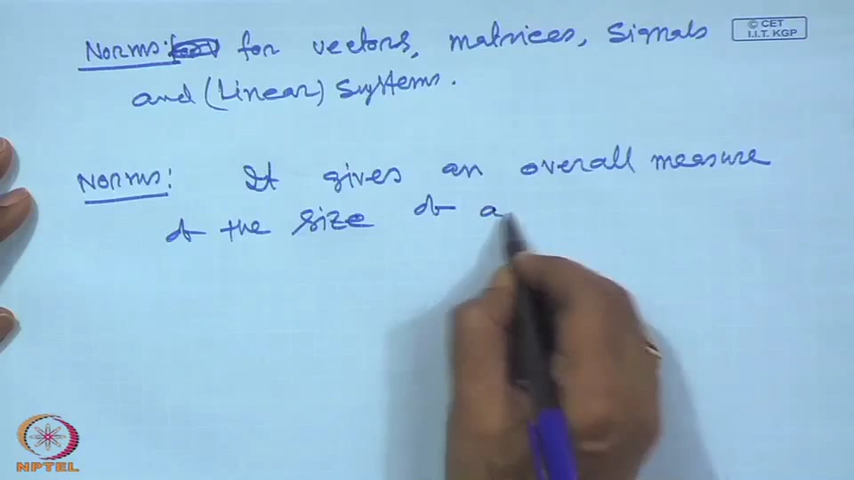 Norms: for vectors, matrices, signals
and (Linear) Systems.
© CET
I.I.T. KGP
Norms: It gives an overall measure
of the size of a
NPTEL